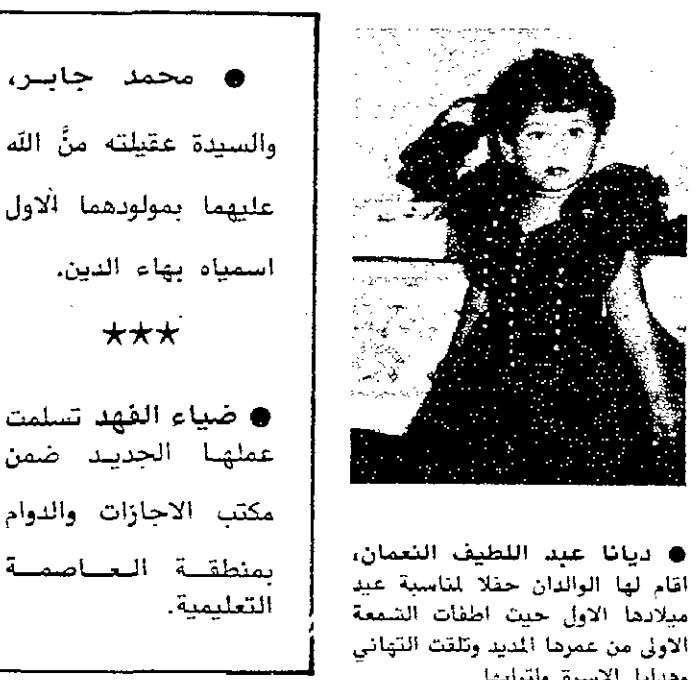 ● ديانا عبد اللطيف النعمان،
اقام لها الوالدان حفلا لمناسبة عيد
ميلادها الاول حيث اطفات الشمعة
الاولى من عمرها المديد وتلقت التهاني
وهدايا الاسرة
● محمد جابر،
والسيدة عقيلته منَّ الله
عليهما بمولودهما الاول
اسمياه بهاء الدين.
★★★
● ضياء الفهد تسلمت
عملها الجديد ضمن
مكتب الاجازات والدوام
بمنطقة العاصمة
التعليمية.